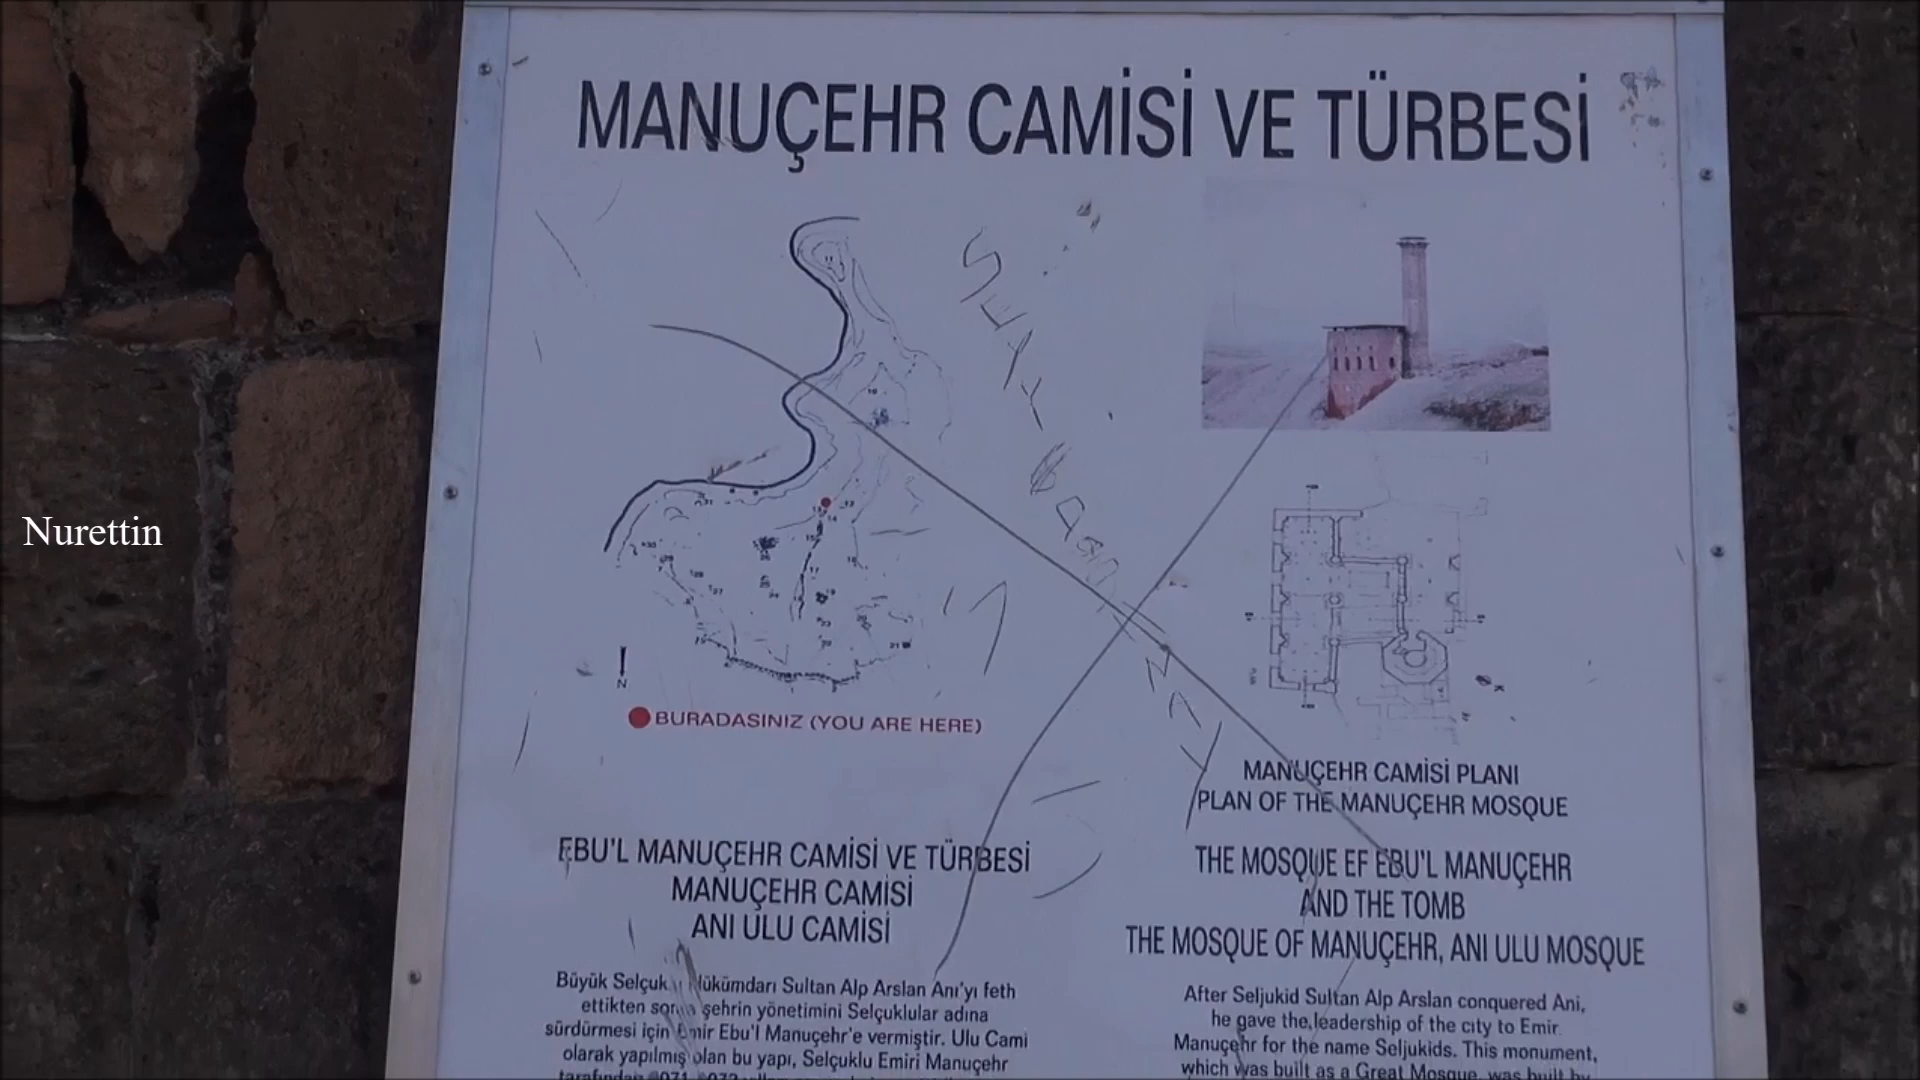 MANUÇEHR CAMİSİ VE TÜRBESİ
Nurettin
N
BURADASINIZ (YOU ARE HERE)
MANUÇEHR CAMİSİ PLANI
PLAN OF THE MANUÇEHR MOSQUE
EBU'L MANUÇEHR CAMİSİ VE TÜRBESİ
MANUÇEHR CAMİSİ
ANI ULU CAMİSİ
Büyük Selçuk Hükümdarı Sultan Alp Arslan Anı'yı feth
ettikten sonra şehrin yönetimini Selçuklular adına
sürdürmesi için Emir Ebu'l Manuçehr'e vermiştir. Ulu Cami
olarak yapılmış olan bu yapı, Selçuklu Emiri Manuçehr
tarafından
THE MOSQUE EF EBU'L MANUÇEHR
AND THE TOMB
THE MOSQUE OF MANUÇEHR, ANI ULU MOSQUE
After Seljukid Sultan Alp Arslan conquered Ani,
he gave the leadership of the city to Emir
Manuçehr for the name Seljukids. This monument,
which was built as a Great Mosque, was built by